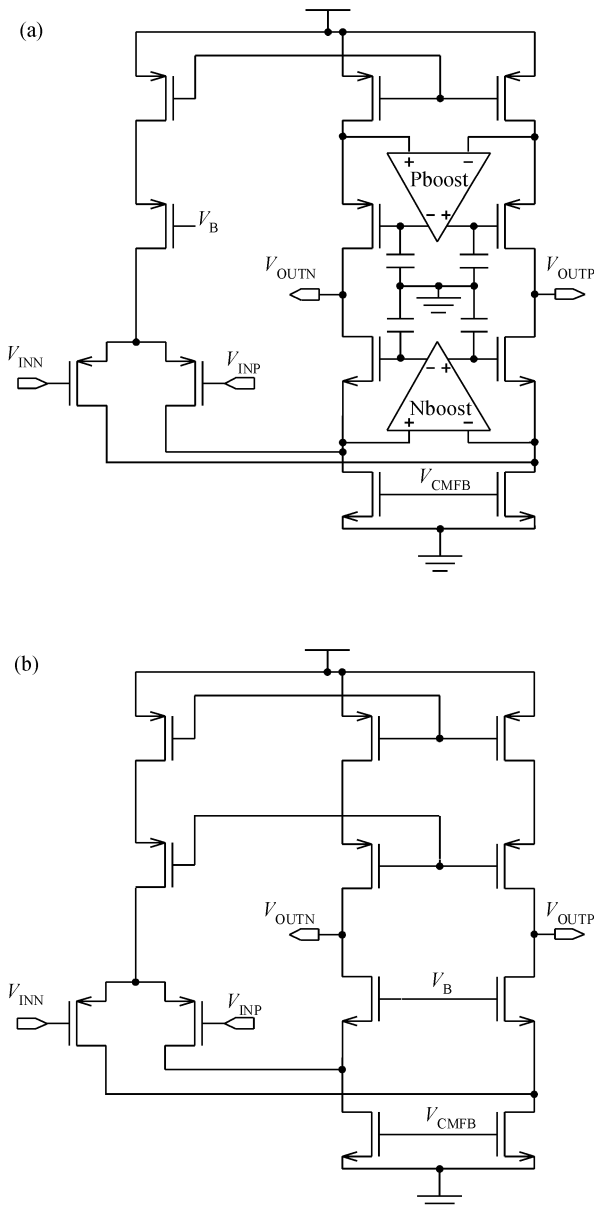 (a)
+ −
Pboost
V_B
− +
V_OUTN V_OUTP
V_INN V_INP
− +
Nboost
+ −
V_CMFB
(b)
V_OUTN V_OUTP
V_B
V_INN V_INP
V_CMFB